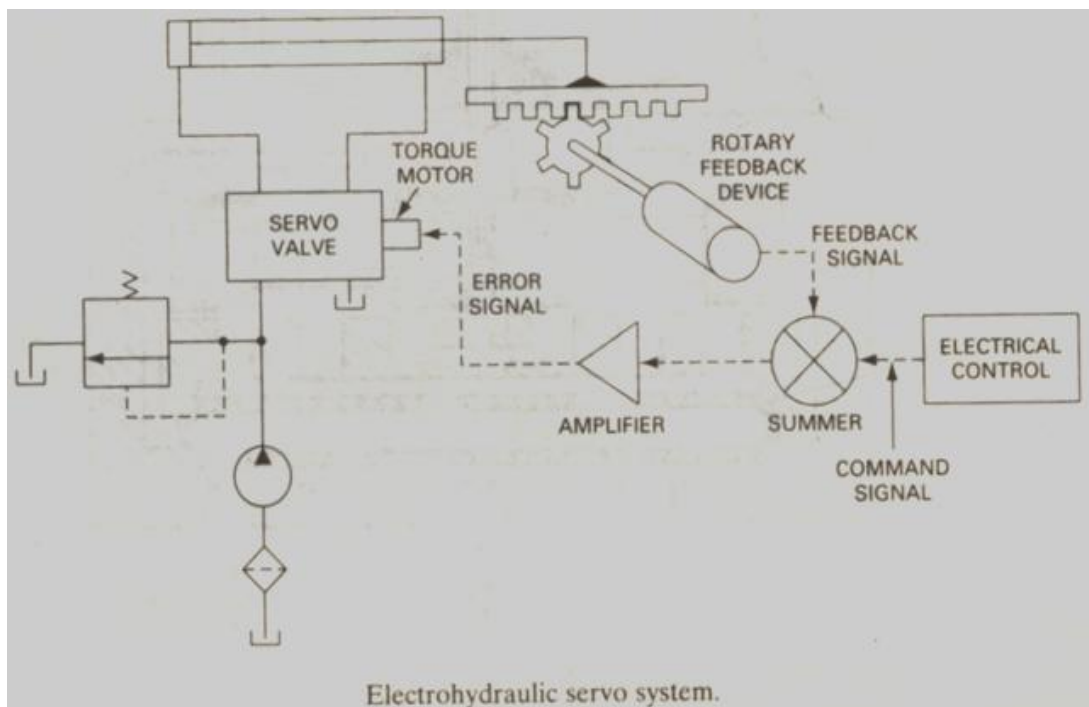 TORQUE
MOTOR
ROTARY
FEEDBACK
DEVICE
SERVO
VALVE
FEEDBACK
SIGNAL
ERROR
SIGNAL
ELECTRICAL
CONTROL
AMPLIFIER
SUMMER
COMMAND
SIGNAL
Electrohydraulic servo system.